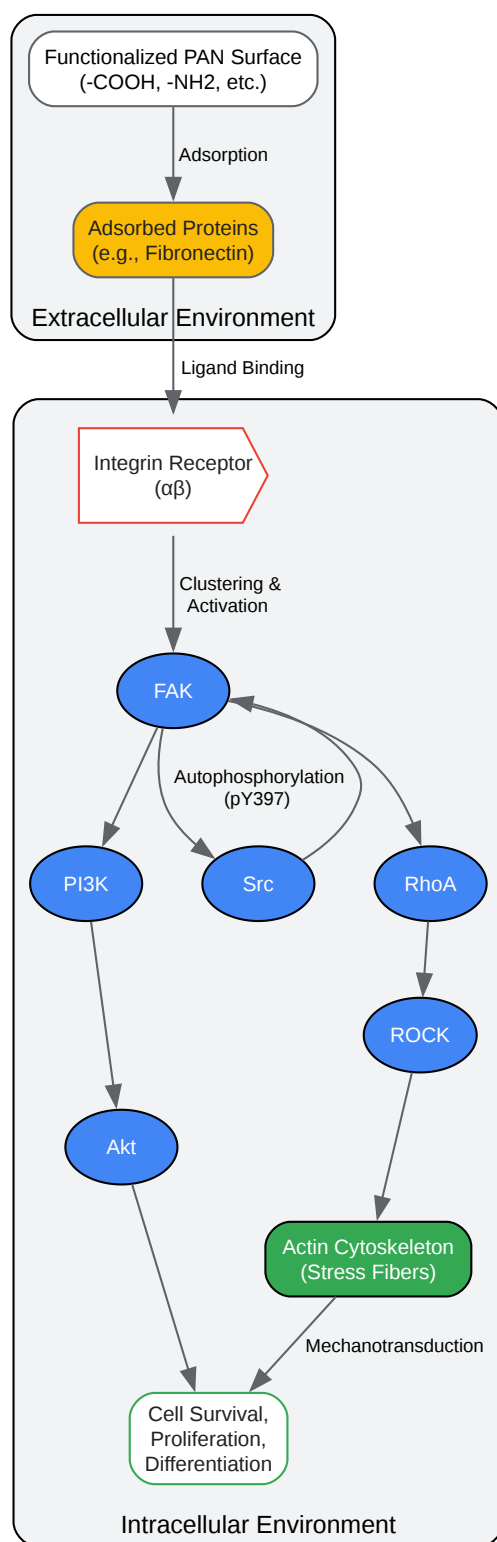 Functionalized PAN Surface
(-COOH, -NH2, etc.)
Adsorption
Adsorbed Proteins
(e.g., Fibronectin)
Extracellular Environment
Ligand Binding
Integrin Receptor
(αβ)
Clustering &
Activation
FAK
Autophosphorylation
(pY397)
PI3K
Src
RhoA
ROCK
Akt
Actin Cytoskeleton
(Stress Fibers)
Mechanotransduction
Cell Survival,
Proliferation,
Differentiation
Intracellular Environment